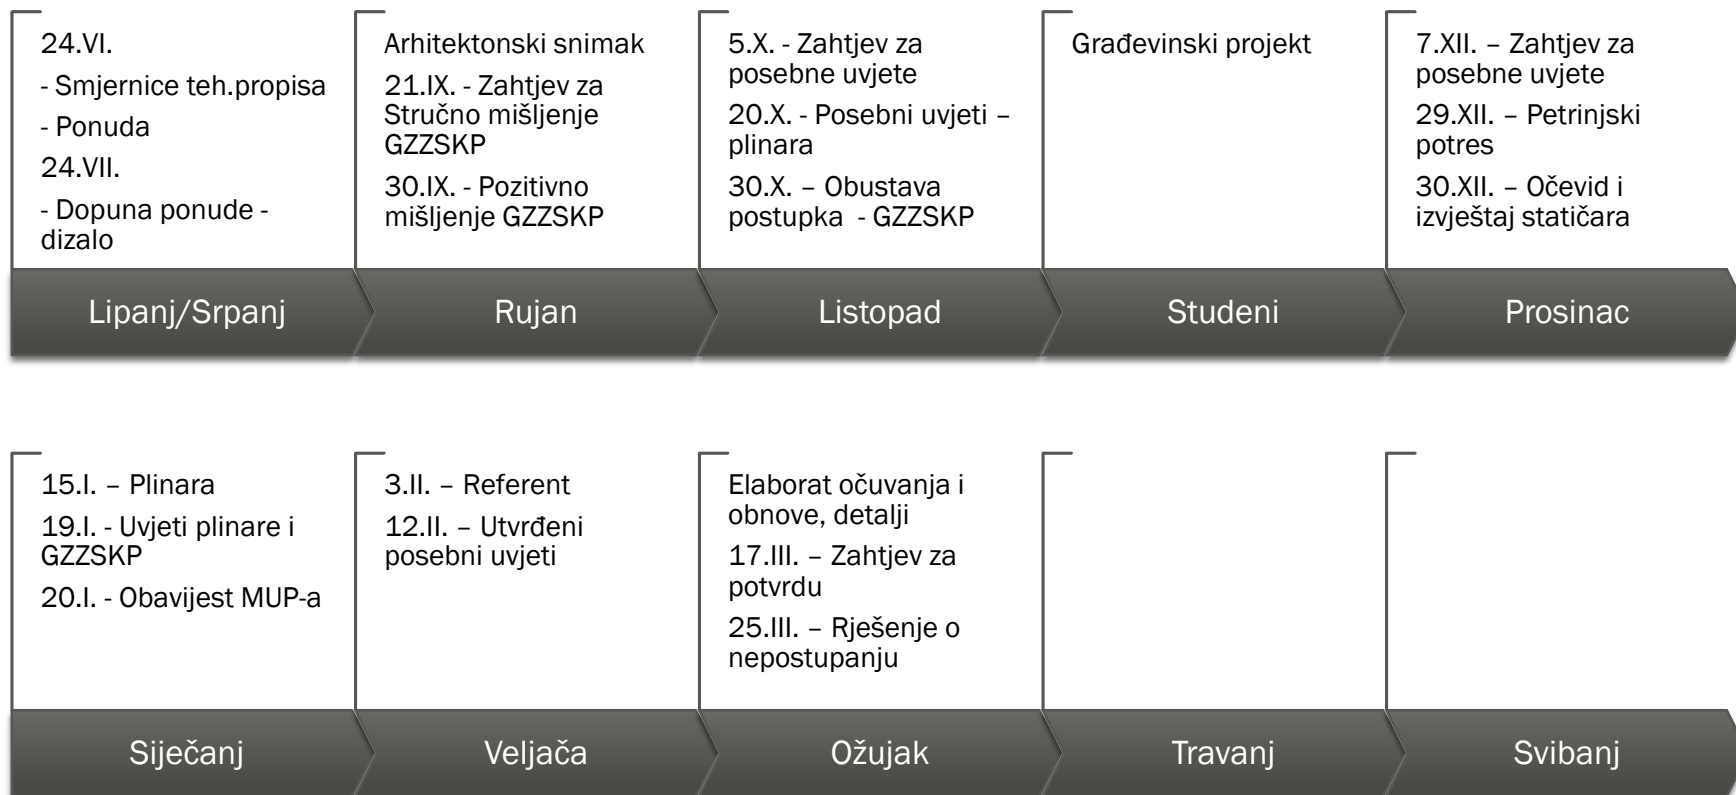 24.VI.
- Smjernice teh.propisa
- Ponuda
24.VII.
- Dopuna ponude -
dizalo
Arhitektonski snimak
21.IX. - Zahtjev za
Stručno mišljenje
GZZSKP
30.IX. - Pozitivno
mišljenje GZZSKP
5.X. - Zahtjev za
posebne uvjete
20.X. - Posebni uvjeti –
plinara
30.X. – Obustava
postupka  - GZZSKP
Građevinski projekt
7.XII. – Zahtjev za
posebne uvjete
29.XII. – Petrinjski
potres
30.XII. – Očevid i
izvještaj statičara
Lipanj/Srpanj
Rujan
Listopad
Studeni
Prosinac
15.I. – Plinara
19.I. - Uvjeti plinare i
GZZSKP
20.I. - Obavijest MUP-a
3.II. – Referent
12.II. – Utvrđeni
posebni uvjeti
Elaborat očuvanja i
obnove, detalji
17.III. – Zahtjev za
potvrdu
25.III. – Rješenje o
nepostupanju
Siječanj
Veljača
Ožujak
Travanj
Svibanj